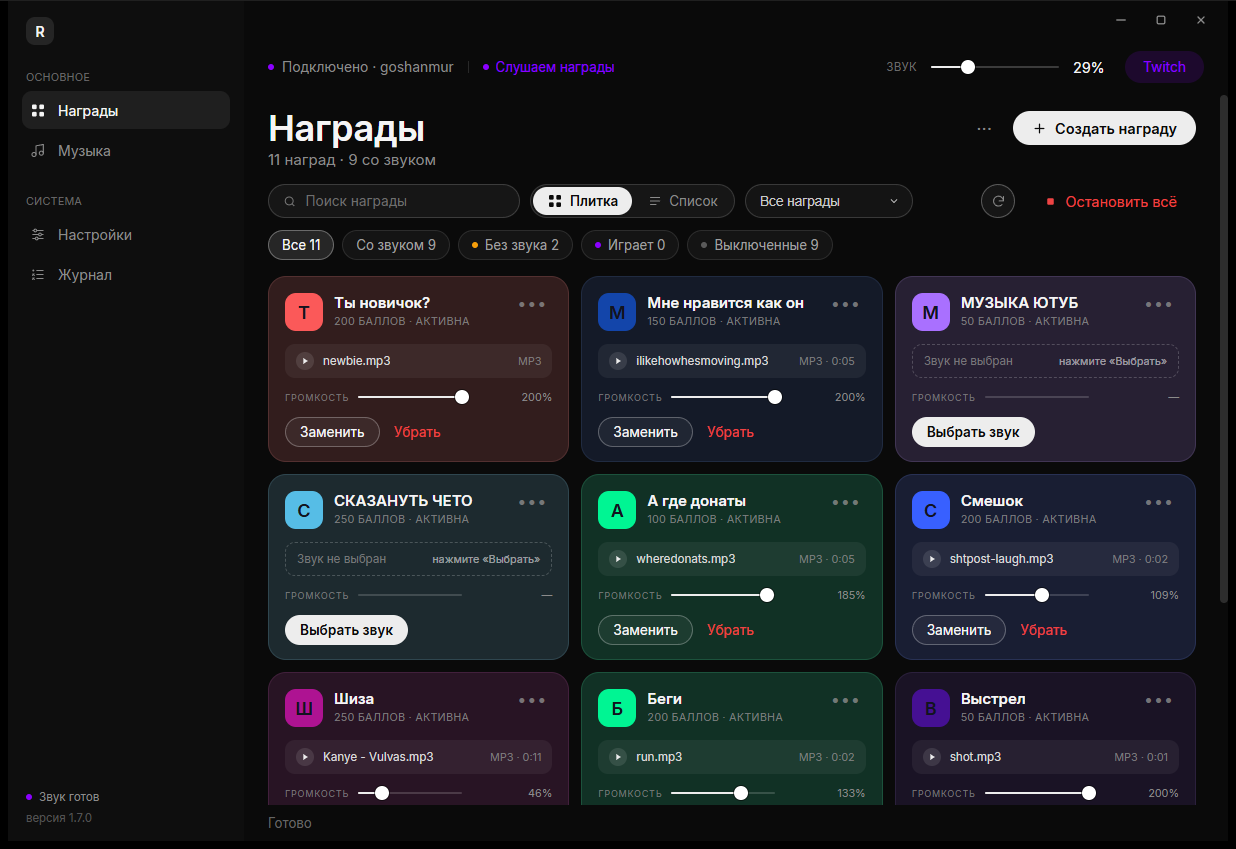 R
ОСНОВНОЕ
Награды
Музыка
СИСТЕМА
Настройки
Журнал
Звук готов
версия 1.7.0
Подключено · goshanmur
Слушаем награды
ЗВУК
29%
Twitch
Награды
11 наград · 9 со звуком
...
+ Создать награду
Поиск награды
Плитка
Список
Все награды
Остановить всё
Все 11
Со звуком 9
Без звука 2
Играет 0
Выключенные 9
Т
Ты новичок?
200 БАЛЛОВ · АКТИВНА
newbie.mp3
MP3
ГРОМКОСТЬ
200%
Заменить
Убрать
М
Мне нравится как он
150 БАЛЛОВ · АКТИВНА
ilikehowhesmoving.mp3
MP3 · 0:05
ГРОМКОСТЬ
200%
Заменить
Убрать
М
МУЗЫКА ЮТУБ
50 БАЛЛОВ · АКТИВНА
Звук не выбран
нажмите «Выбрать»
ГРОМКОСТЬ
—
Выбрать звук
С
СКАЗАНУТЬ ЧЕТО
250 БАЛЛОВ · АКТИВНА
Звук не выбран
нажмите «Выбрать»
ГРОМКОСТЬ
—
Выбрать звук
А
А где донаты
100 БАЛЛОВ · АКТИВНА
wheredonats.mp3
MP3 · 0:05
ГРОМКОСТЬ
185%
Заменить
Убрать
С
Смешок
200 БАЛЛОВ · АКТИВНА
shtpost-laugh.mp3
MP3 · 0:02
ГРОМКОСТЬ
109%
Заменить
Убрать
Ш
Шиза
250 БАЛЛОВ · АКТИВНА
Kanye - Vulvas.mp3
MP3 · 0:11
ГРОМКОСТЬ
46%
Б
Беги
200 БАЛЛОВ · АКТИВНА
run.mp3
MP3 · 0:02
ГРОМКОСТЬ
133%
В
Выстрел
50 БАЛЛОВ · АКТИВНА
shot.mp3
MP3 · 0:01
ГРОМКОСТЬ
200%
Готово